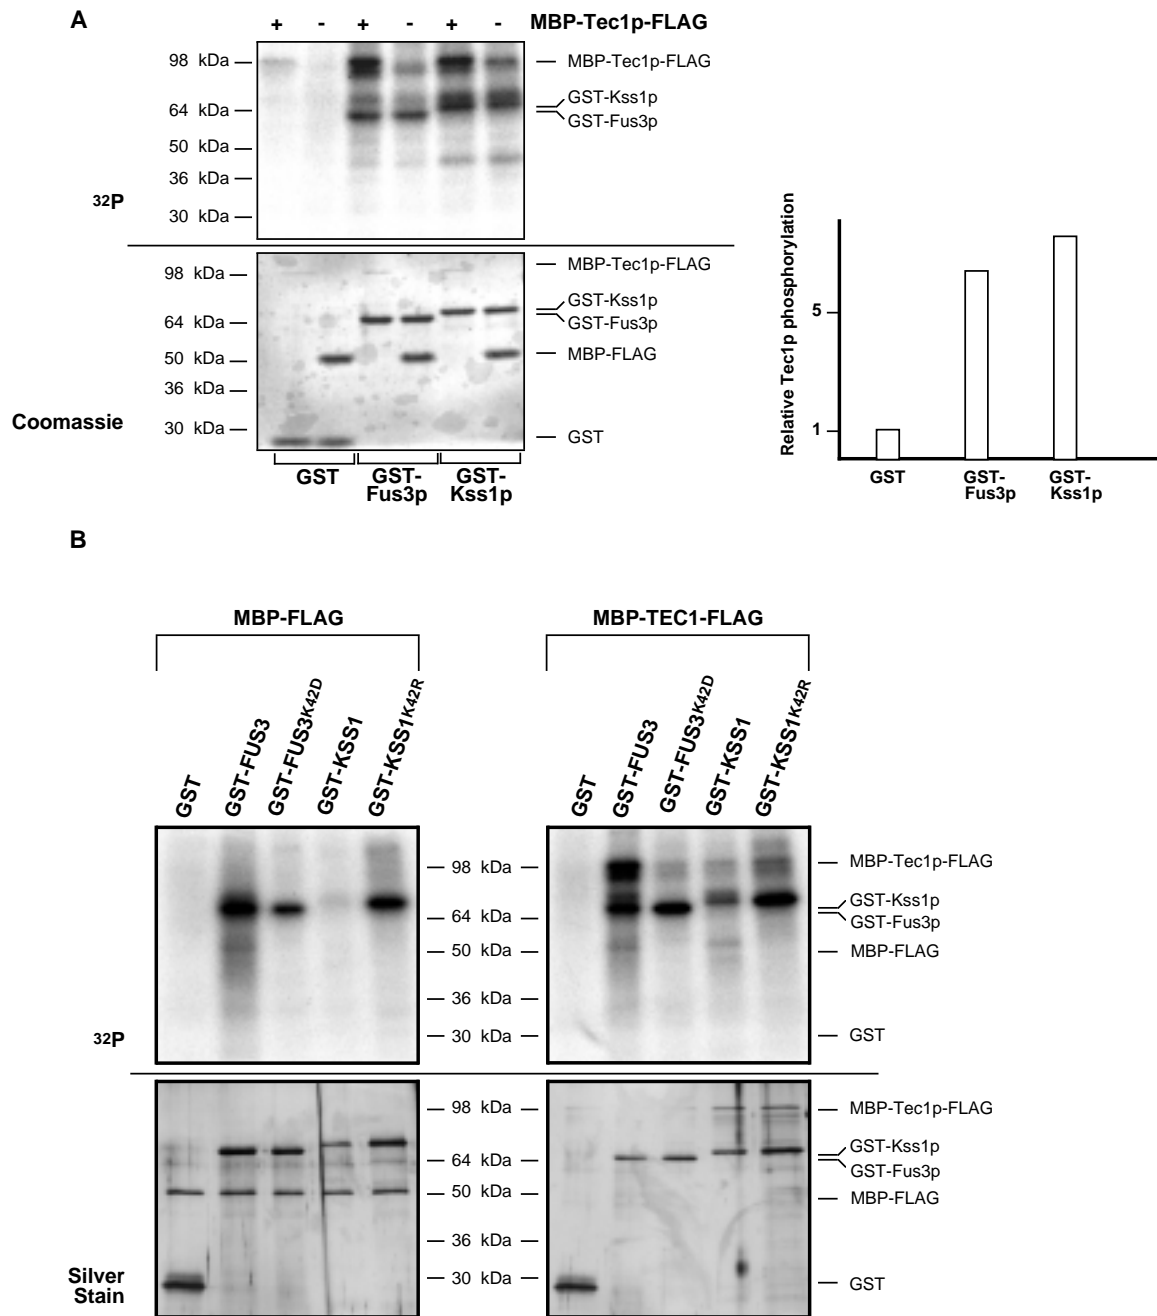 A
+ - + - + - MBP-Tec1p-FLAG
98 kDa
64 kDa
50 kDa
36 kDa
30 kDa
32P
MBP-Tec1p-FLAG
GST-Kss1p
GST-Fus3p
98 kDa
64 kDa
50 kDa
36 kDa
30 kDa
Coomassie
MBP-Tec1p-FLAG
GST-Kss1p
GST-Fus3p
MBP-FLAG
GST
GST
GST-
Fus3p
GST-
Kss1p
Relative Tec1p phosphorylation
5
1
GST
GST-
Fus3p
GST-
Kss1p
B
MBP-FLAG
GST
GST-FUS3
GST-FUS3K42D
GST-KSS1
GST-KSS1K42R
MBP-TEC1-FLAG
GST
GST-FUS3
GST-FUS3K42D
GST-KSS1
GST-KSS1K42R
32P
98 kDa
64 kDa
50 kDa
36 kDa
30 kDa
MBP-Tec1p-FLAG
GST-Kss1p
GST-Fus3p
MBP-FLAG
GST
Silver
Stain
98 kDa
64 kDa
50 kDa
36 kDa
30 kDa
MBP-Tec1p-FLAG
GST-Kss1p
GST-Fus3p
MBP-FLAG
GST